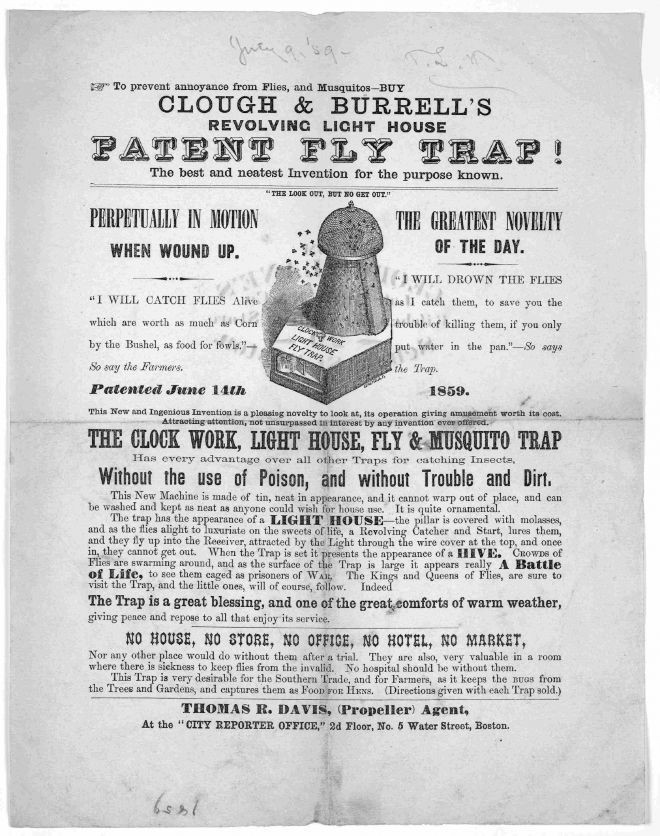 July 9, '59-
☞ To prevent annoyance from Flies, and Musquitos—BUY
CLOUGH & BURRELL'S
REVOLVING LIGHT HOUSE
PATENT FLY TRAP!
The best and neatest Invention for the purpose known.
"THE LOOK OUT, BUT NO GET OUT."
PERPETUALLY IN MOTION
WHEN WOUND UP.
"I WILL CATCH FLIES Alive
which are worth as much as Corn
by the Bushel, as food for fowls."—
So say the Farmers.
CLOCK WORK
LIGHT HOUSE
FLY TRAP.
THE GREATEST NOVELTY
OF THE DAY.
"I WILL DROWN THE FLIES
as I catch them, to save you the
trouble of killing them, if you only
put water in the pan."—So says
the Trap.
Patented June 14th 1859.
This New and Ingenious Invention is a pleasing novelty to look at, its operation giving amusement worth its cost.
Attracting attention, not unsurpassed in interest by any invention ever offered.
THE CLOCK WORK, LIGHT HOUSE, FLY & MUSQUITO TRAP
Has every advantage over all other Traps for catching Insects,
Without the use of Poison, and without Trouble and Dirt.
This New Machine is made of tin, neat in appearance, and it cannot warp out of place, and can
be washed and kept as neat as anyone could wish for house use. It is quite ornamental.
The trap has the appearance of a LIGHT HOUSE—the pillar is covered with molasses,
and as the flies alight to luxuriate on the sweets of life, a Revolving Catcher and Start, lures them,
and they fly up into the Receiver, attracted by the Light through the wire cover at the top, and once
in, they cannot get out. When the Trap is set it presents the appearance of a HIVE. CROWDS of
Flies are swarming around, and as the surface of the Trap is large it appears really A Battle
of Life, to see them caged as prisoners of WAR. The Kings and Queens of Flies, are sure to
visit the Trap, and the little ones, will of course, follow. Indeed
The Trap is a great blessing, and one of the great comforts of warm weather,
giving peace and repose to all that enjoy its service.
NO HOUSE, NO STORE, NO OFFICE, NO HOTEL, NO MARKET,
Nor any other place would do without them after a trial. They are also, very valuable in a room
where there is sickness to keep flies from the invalid. No hospital should be without them.
This Trap is very desirable for the Southern Trade, and for Farmers, as it keeps the BUGS from
the Trees and Gardens, and captures them as FOOD FOR HENS. (Directions given with each Trap sold.)
THOMAS R. DAVIS, (Propeller) Agent,
At the "CITY REPORTER OFFICE," 2d Floor, No. 5 Water Street, Boston.
1859